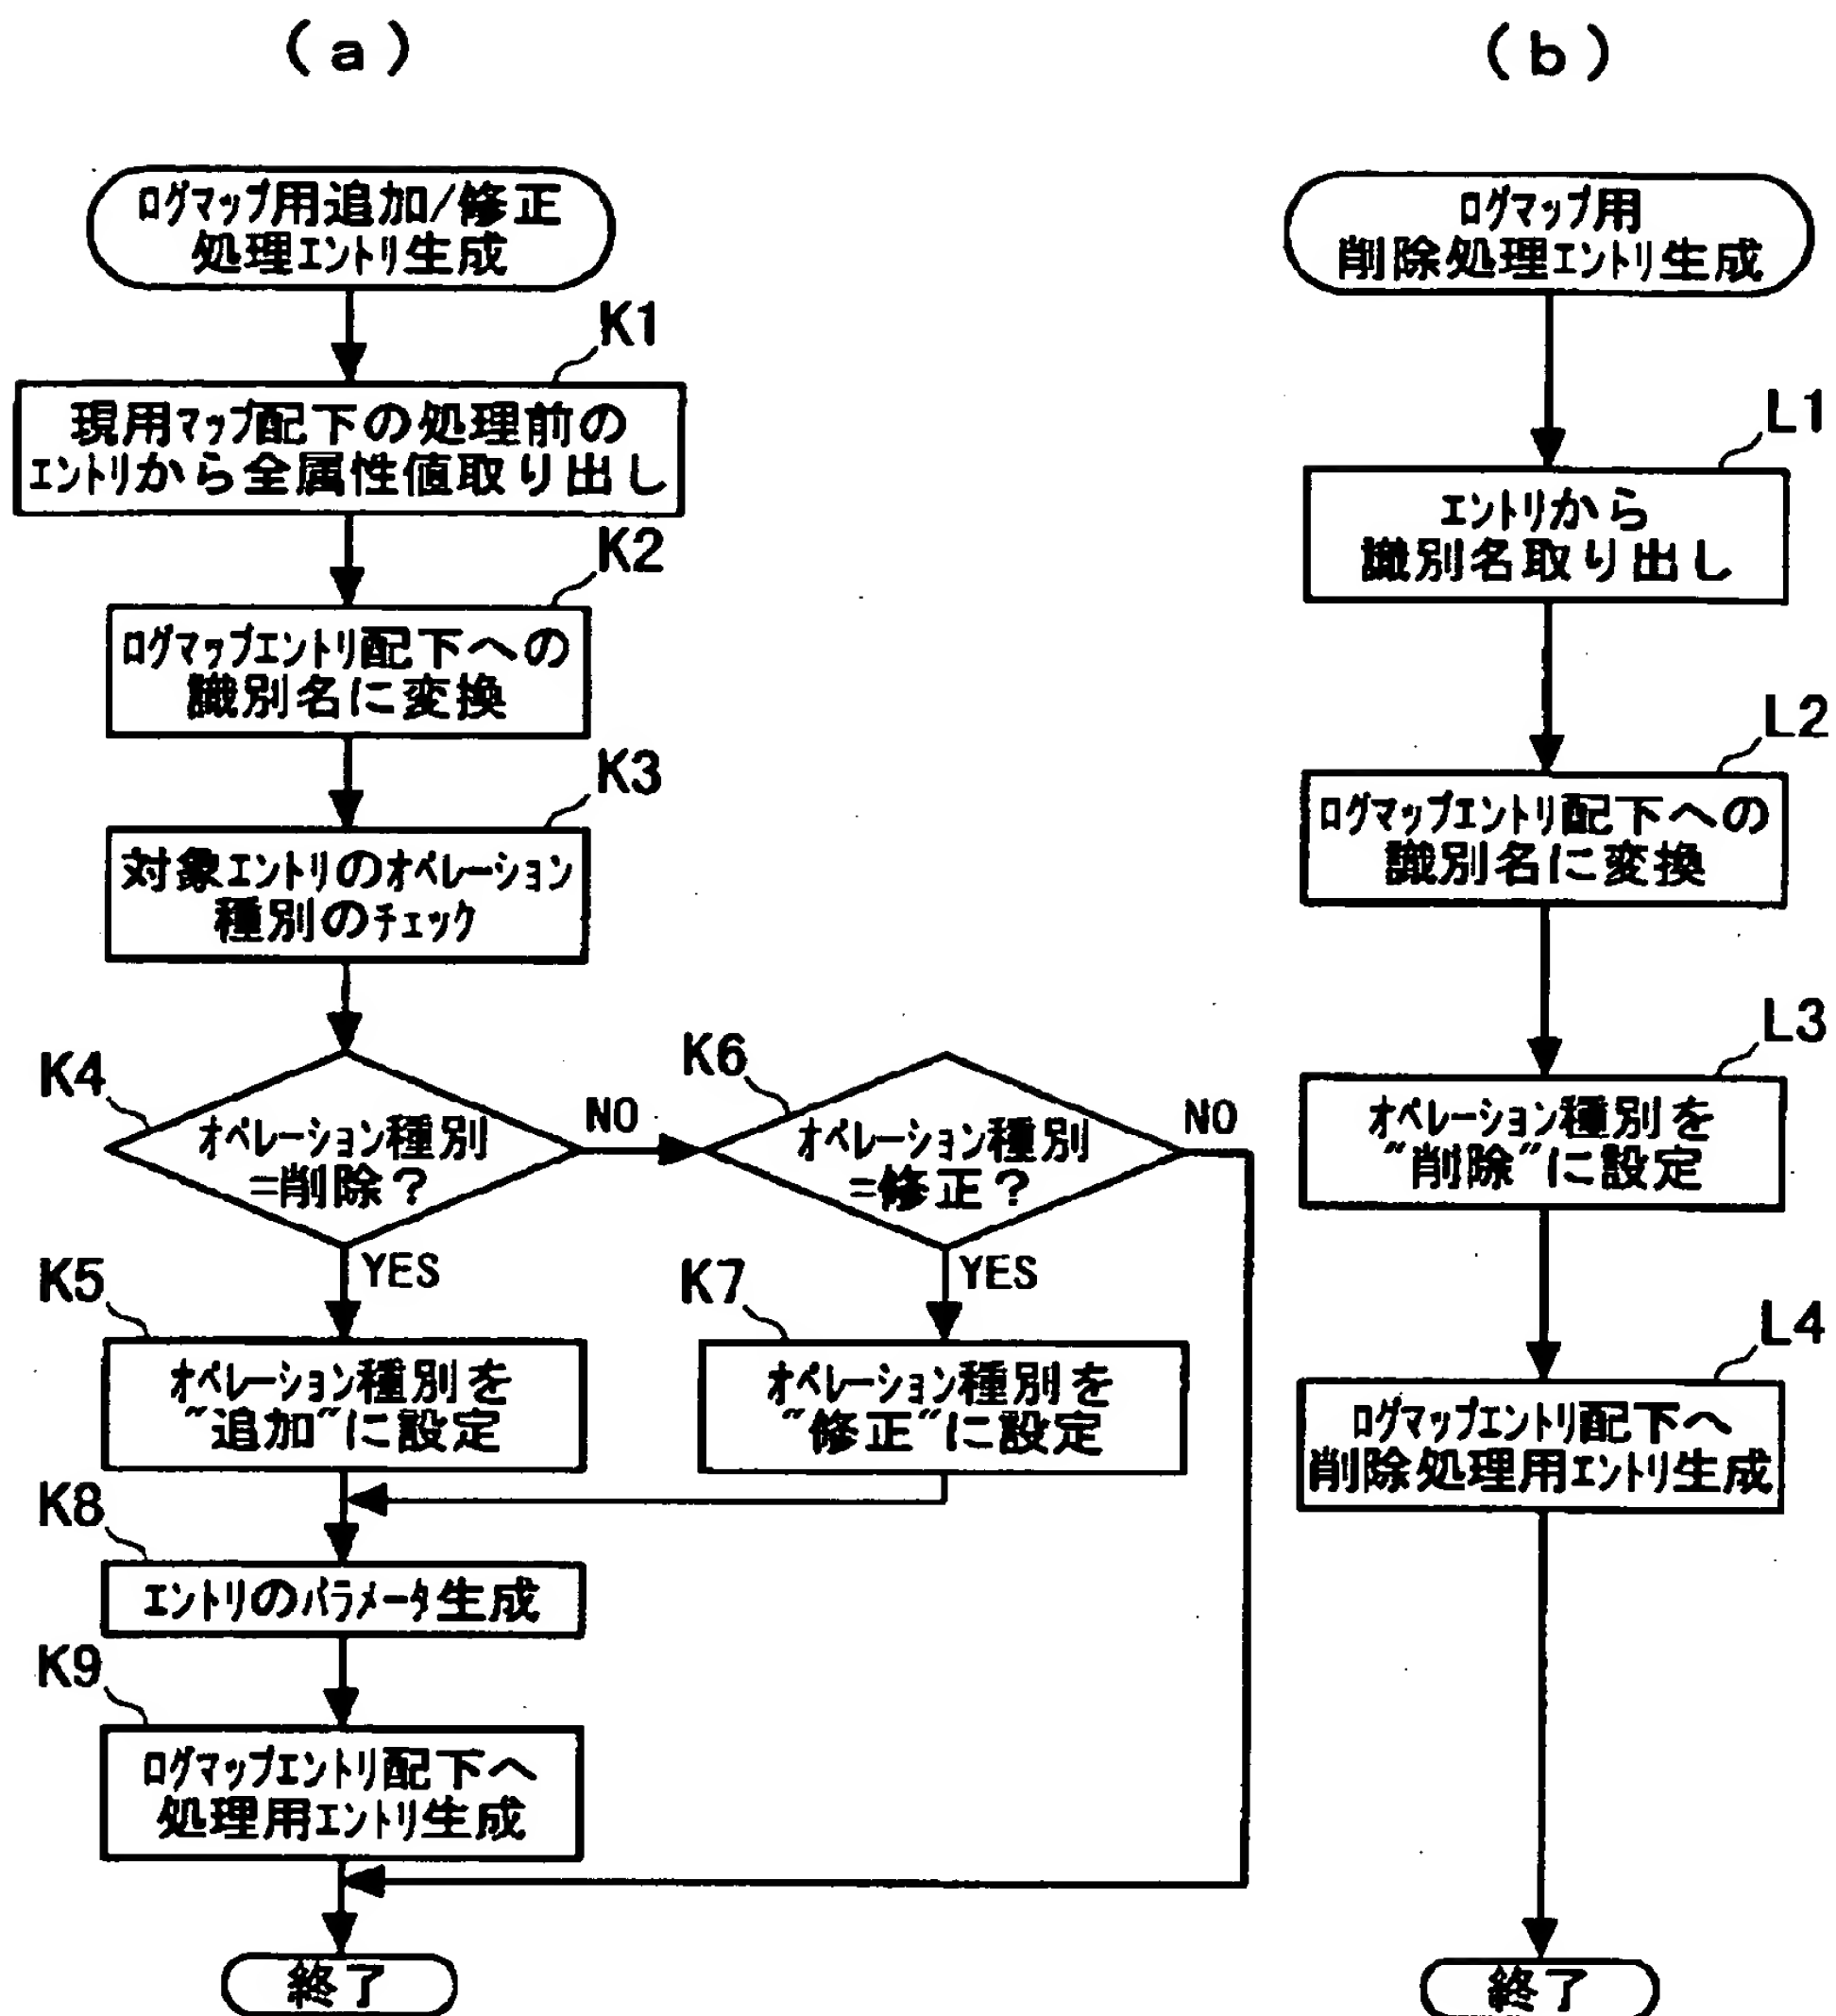 (a)
ログマップ用追加/修正
処理エントリ生成
K1
現用マップ配下の処理前の
エントリから全属性値取り出し
K2
ログマップエントリ配下への
識別名に変換
K3
対象エントリのオペレーション
種別のチェック
K4
オペレーション種別
=削除?
NO
YES
K6
オペレーション種別
=修正?
NO
YES
K5
オペレーション種別を
"追加"に設定
K7
オペレーション種別を
"修正"に設定
K8
エントリのパラメータ生成
K9
ログマップエントリ配下へ
処理用エントリ生成
終了
(b)
ログマップ用
削除処理エントリ生成
L1
エントリから
識別名取り出し
L2
ログマップエントリ配下への
識別名に変換
L3
オペレーション種別を
"削除"に設定
L4
ログマップエントリ配下へ
削除処理用エントリ生成
終了